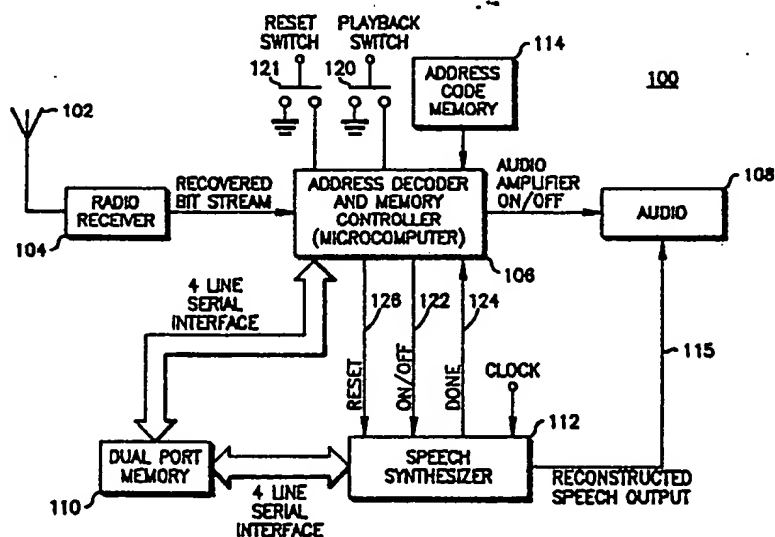 RESET
SWITCH
PLAYBACK
SWITCH
121
120
114
ADDRESS
CODE
MEMORY
100
102
RADIO
RECEIVER
104
RECOVERED
BIT STREAM
ADDRESS DECODER
AND MEMORY
CONTROLLER
(MICROCOMPUTER)
106
AUDIO
AMPLIFIER
ON/OFF
108
AUDIO
4 LINE
SERIAL
INTERFACE
126
122
124
RESET
ON/OFF
DONE
CLOCK
115
112
DUAL PORT
MEMORY
110
4 LINE
SERIAL
INTERFACE
SPEECH
SYNTHESIZER
RECONSTRUCTED
SPEECH OUTPUT